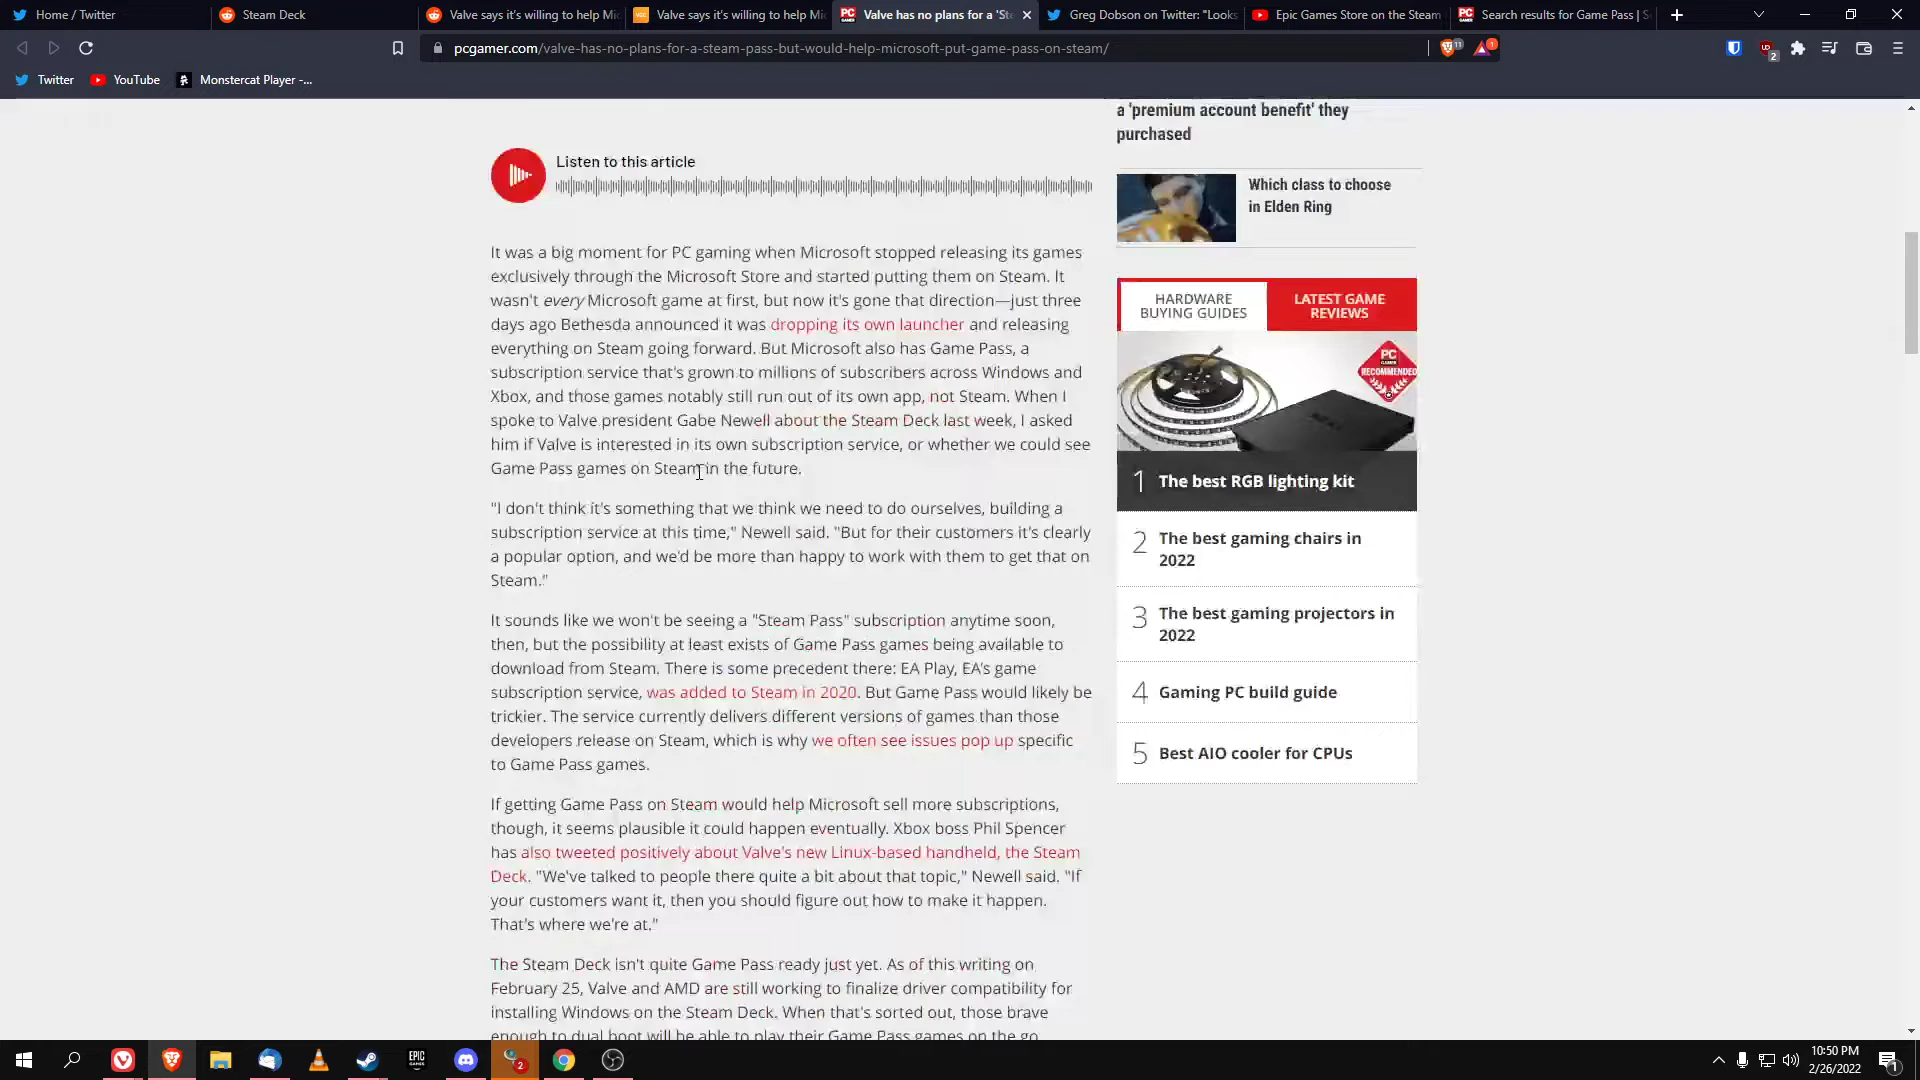 Home / Twitter
Steam Deck
Valve says it's willing to help Mi
Valve says it's willing to help Mi
Valve has no plans for a 'St
Greg Dobson on Twitter: "Looks
Epic Games Store on the Steam
Search results for Game Pass | S
pcgamer.com/valve-has-no-plans-for-a-steam-pass-but-would-help-microsoft-put-game-pass-on-steam/
11
1
2
Twitter
YouTube
Monstercat Player -...
a 'premium account benefit' they
purchased
Listen to this article
Which class to choose
in Elden Ring
It was a big moment for PC gaming when Microsoft stopped releasing its games
exclusively through the Microsoft Store and started putting them on Steam. It
wasn't every Microsoft game at first, but now it's gone that direction—just three
days ago Bethesda announced it was dropping its own launcher and releasing
everything on Steam going forward. But Microsoft also has Game Pass, a
subscription service that's grown to millions of subscribers across Windows and
Xbox, and those games notably still run out of its own app, not Steam. When I
spoke to Valve president Gabe Newell about the Steam Deck last week, I asked
him if Valve is interested in its own subscription service, or whether we could see
Game Pass games on Steam in the future.
"I don't think it's something that we think we need to do ourselves, building a
subscription service at this time," Newell said. "But for their customers it's clearly
a popular option, and we'd be more than happy to work with them to get that on
Steam."
It sounds like we won't be seeing a "Steam Pass" subscription anytime soon,
then, but the possibility at least exists of Game Pass games being available to
download from Steam. There is some precedent there: EA Play, EA's game
subscription service, was added to Steam in 2020. But Game Pass would likely be
trickier. The service currently delivers different versions of games than those
developers release on Steam, which is why we often see issues pop up specific
to Game Pass games.
If getting Game Pass on Steam would help Microsoft sell more subscriptions,
though, it seems plausible it could happen eventually. Xbox boss Phil Spencer
has also tweeted positively about Valve's new Linux-based handheld, the Steam
Deck. "We've talked to people there quite a bit about that topic," Newell said. "If
your customers want it, then you should figure out how to make it happen.
That's where we're at."
The Steam Deck isn't quite Game Pass ready just yet. As of this writing on
February 25, Valve and AMD are still working to finalize driver compatibility for
installing Windows on the Steam Deck. When that's sorted out, those brave
enough to dual boot will be able to play their Game Pass games on the go
HARDWARE
BUYING GUIDES
LATEST GAME
REVIEWS
PC
GAMER
RECOMMENDED
1 The best RGB lighting kit
2 The best gaming chairs in
2022
3 The best gaming projectors in
2022
4 Gaming PC build guide
5 Best AIO cooler for CPUs
EPIC
GAMES
2
10:50 PM
2/26/2022
1